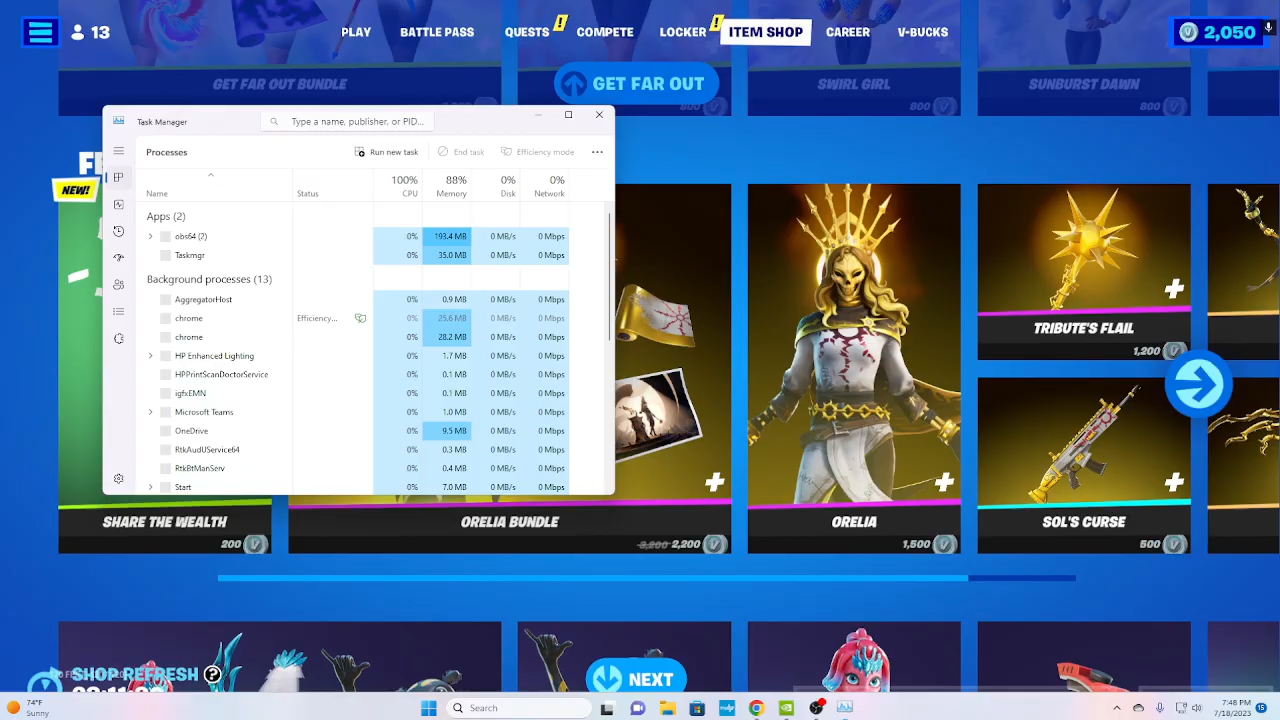 13
PLAY
BATTLE PASS
QUESTS
!
COMPETE
LOCKER
!
ITEM SHOP
CAREER
V-BUCKS
2,050
GET FAR OUT BUNDLE
GET FAR OUT
SWIRL GIRL
SUNBURST DAWN
800
800
800
Task Manager
Type a name, publisher, or PID...
Processes
Run new task
End task
Efficiency mode
100% 88% 0% 0%
Name Status CPU Memory Disk Network
Apps (2)
obs64 (2) 0% 193.4 MB 0 MB/s 0 Mbps
Taskmgr 0% 35.0 MB 0 MB/s 0 Mbps
Background processes (13)
AggregatorHost 0% 0.9 MB 0 MB/s 0 Mbps
chrome Efficiency... 0% 25.6 MB 0 MB/s 0 Mbps
chrome 0% 28.2 MB 0 MB/s 0 Mbps
HP Enhanced Lighting 0% 1.7 MB 0 MB/s 0 Mbps
HPPrintScanDoctorService 0% 0.1 MB 0 MB/s 0 Mbps
igfxEMN 0% 0.1 MB 0 MB/s 0 Mbps
Microsoft Teams 0% 1.0 MB 0 MB/s 0 Mbps
OneDrive 0% 9.5 MB 0 MB/s 0 Mbps
RtkAudUService64 0% 0.3 MB 0 MB/s 0 Mbps
RtkBtManServ 0% 0.4 MB 0 MB/s 0 Mbps
Start 0% 7.0 MB 0 MB/s 0 Mbps
NEW!
SHARE THE WEALTH
200
ORELIA BUNDLE
3,200 2,200
ORELIA
1,500
TRIBUTE'S FLAIL
1,200
SOL'S CURSE
500
SHOP REFRESH ?
NEXT
74°F
Sunny
Search
7:48 PM
7/18/2023
15